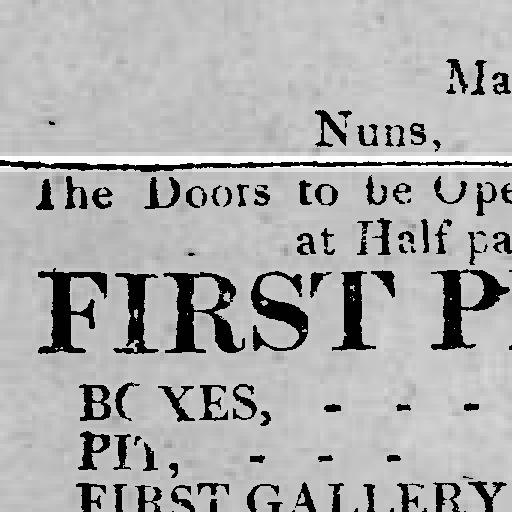 Ma
Nuns,
The Doors to be Ope
at Half pa
FIRST P
BOXES, - - -
PIT, - - -
FIRST GALLERY